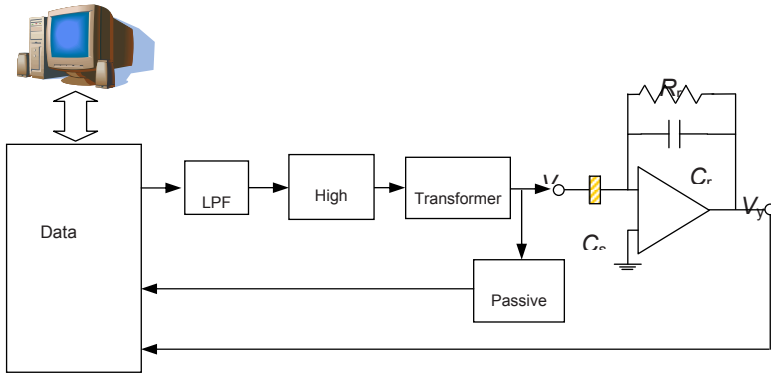 Data
LPF
High
Transformer
Passive
V
C
R
C
V y